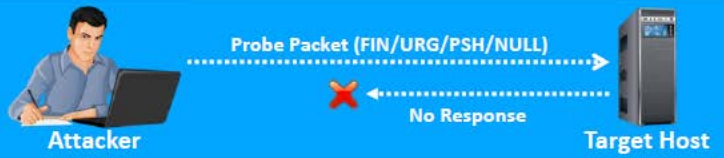 Probe Packet (FIN/URG/PSH/NULL)
No Response
Attacker
Target Host